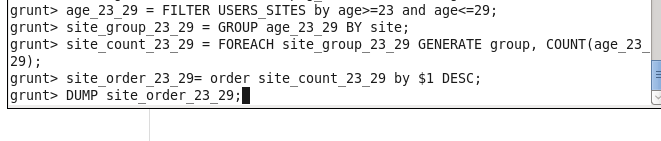 grunt> age_23_29 = FILTER USERS_SITES by age>=23 and age<=29;
grunt> site_group_23_29 = GROUP age_23_29 BY site;
grunt> site_count_23_29 = FOREACH site_group_23_29 GENERATE group, COUNT(age_23_
29);
grunt> site_order_23_29= order site_count_23_29 by $1 DESC;
grunt> DUMP site_order_23_29;